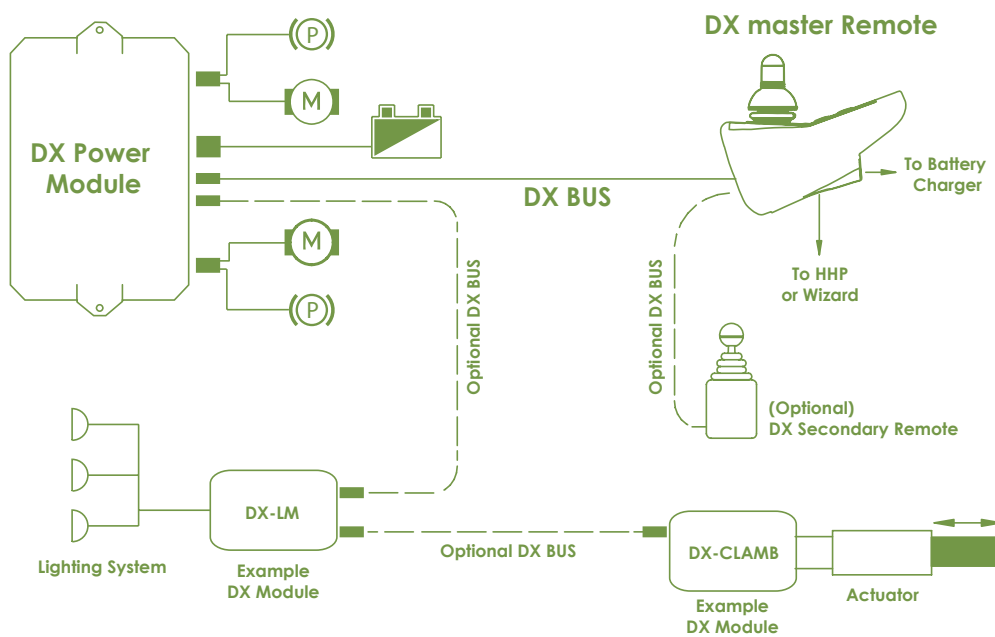 DX master Remote
P
M
DX Power
Module
To Battery
Charger
DX BUS
M
To HHP
or Wizard
P
Optional DX BUS
Optional DX BUS
(Optional)
DX Secondary Remote
DX-LM
Optional DX BUS
DX-CLAMB
Lighting System
Example
DX Module
Actuator
Example
DX Module